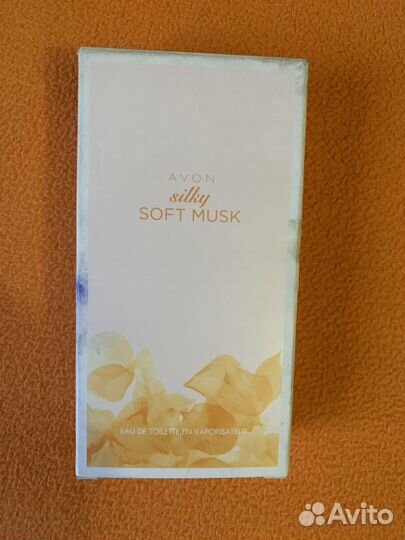 AVON
silky
SOFT MUSK
EAU DE TOILETTE EN VAPORISATEUR
Avito